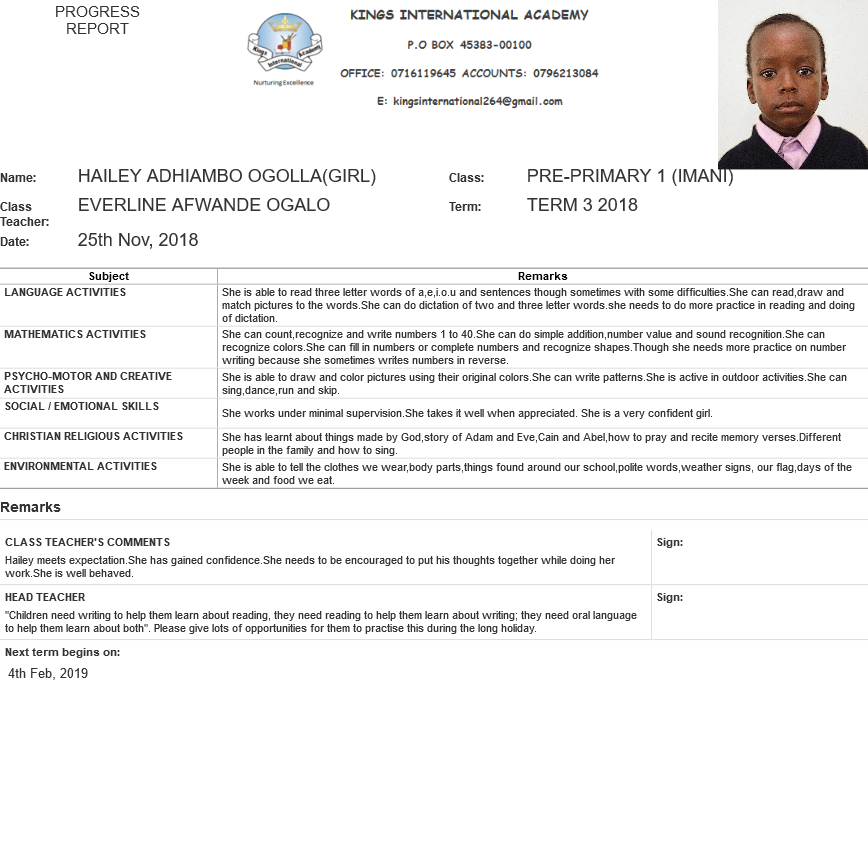 PROGRESS
REPORT
Kings International Academy
Nurturing Excellence
KINGS INTERNATIONAL ACADEMY
P.O BOX 45383-00100
OFFICE: 0716119645 ACCOUNTS: 0796213084
E: kingsinternational264@gmail.com
Name: HAILEY ADHIAMBO OGOLLA(GIRL) Class: PRE-PRIMARY 1 (IMANI)
Class Teacher: EVERLINE AFWANDE OGALO Term: TERM 3 2018
Date: 25th Nov, 2018
Subject Remarks
LANGUAGE ACTIVITIES She is able to read three letter words of a,e,i.o.u and sentences though sometimes with some difficulties.She can read,draw and
match pictures to the words.She can do dictation of two and three letter words.she needs to do more practice in reading and doing
of dictation.
MATHEMATICS ACTIVITIES She can count,recognize and write numbers 1 to 40.She can do simple addition,number value and sound recognition.She can
recognize colors.She can fill in numbers or complete numbers and recognize shapes.Though she needs more practice on number
writing because she sometimes writes numbers in reverse.
PSYCHO-MOTOR AND CREATIVE
ACTIVITIES
She is able to draw and color pictures using their original colors.She can write patterns.She is active in outdoor activities.She can
sing,dance,run and skip.
SOCIAL / EMOTIONAL SKILLS She works under minimal supervision.She takes it well when appreciated. She is a very confident girl.
CHRISTIAN RELIGIOUS ACTIVITIES She has learnt about things made by God,story of Adam and Eve,Cain and Abel,how to pray and recite memory verses.Different
people in the family and how to sing.
ENVIRONMENTAL ACTIVITIES She is able to tell the clothes we wear,body parts,things found around our school,polite words,weather signs, our flag,days of the
week and food we eat.
Remarks
CLASS TEACHER'S COMMENTS Sign:
Hailey meets expectation.She has gained confidence.She needs to be encouraged to put his thoughts together while doing her
work.She is well behaved.
HEAD TEACHER Sign:
"Children need writing to help them learn about reading, they need reading to help them learn about writing; they need oral language
to help them learn about both". Please give lots of opportunities for them to practise this during the long holiday.
Next term begins on:
4th Feb, 2019